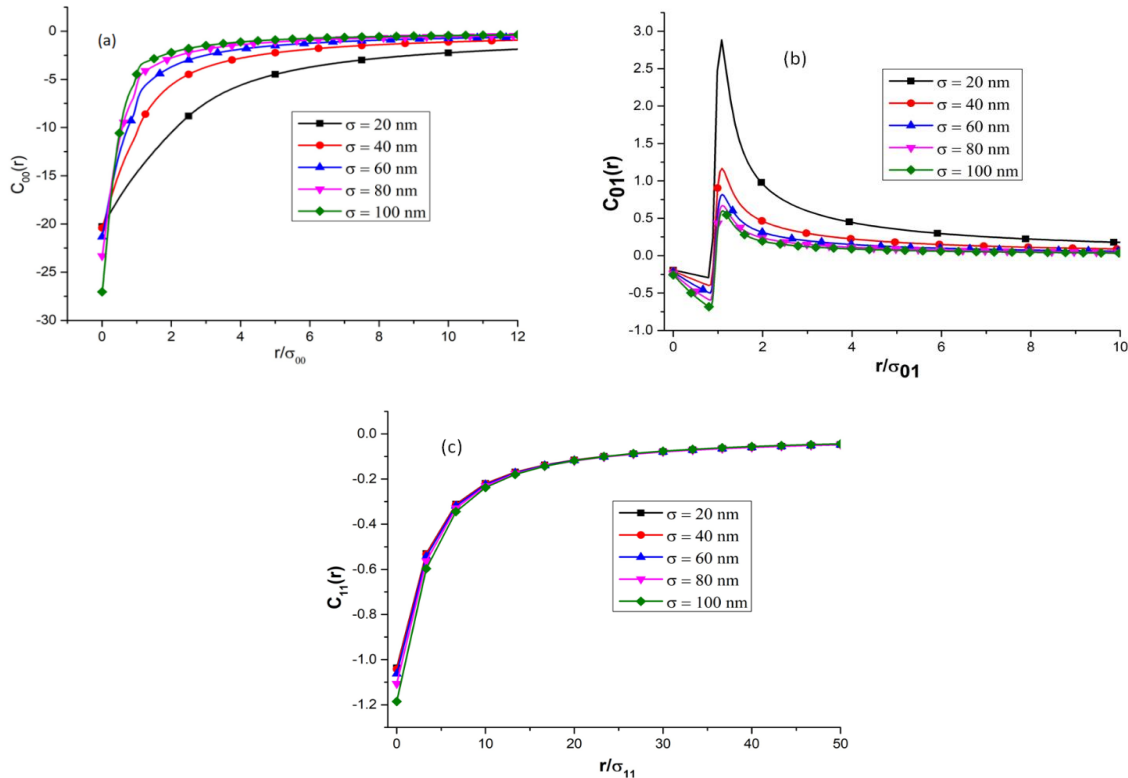 (a)
0
-5
-10
-15
-20
-25
-30
C00(r)
σ = 20 nm
σ = 40 nm
σ = 60 nm
σ = 80 nm
σ = 100 nm
0 2 4 6 8 10 12
r/σ00
(b)
3.0
2.5
2.0
1.5
1.0
0.5
0.0
-0.5
-1.0
C01(r)
σ = 20 nm
σ = 40 nm
σ = 60 nm
σ = 80 nm
σ = 100 nm
0 2 4 6 8 10
r/σ01
(c)
0.0
-0.2
-0.4
-0.6
-0.8
-1.0
-1.2
C11(r)
σ = 20 nm
σ = 40 nm
σ = 60 nm
σ = 80 nm
σ = 100 nm
0 10 20 30 40 50
r/σ11